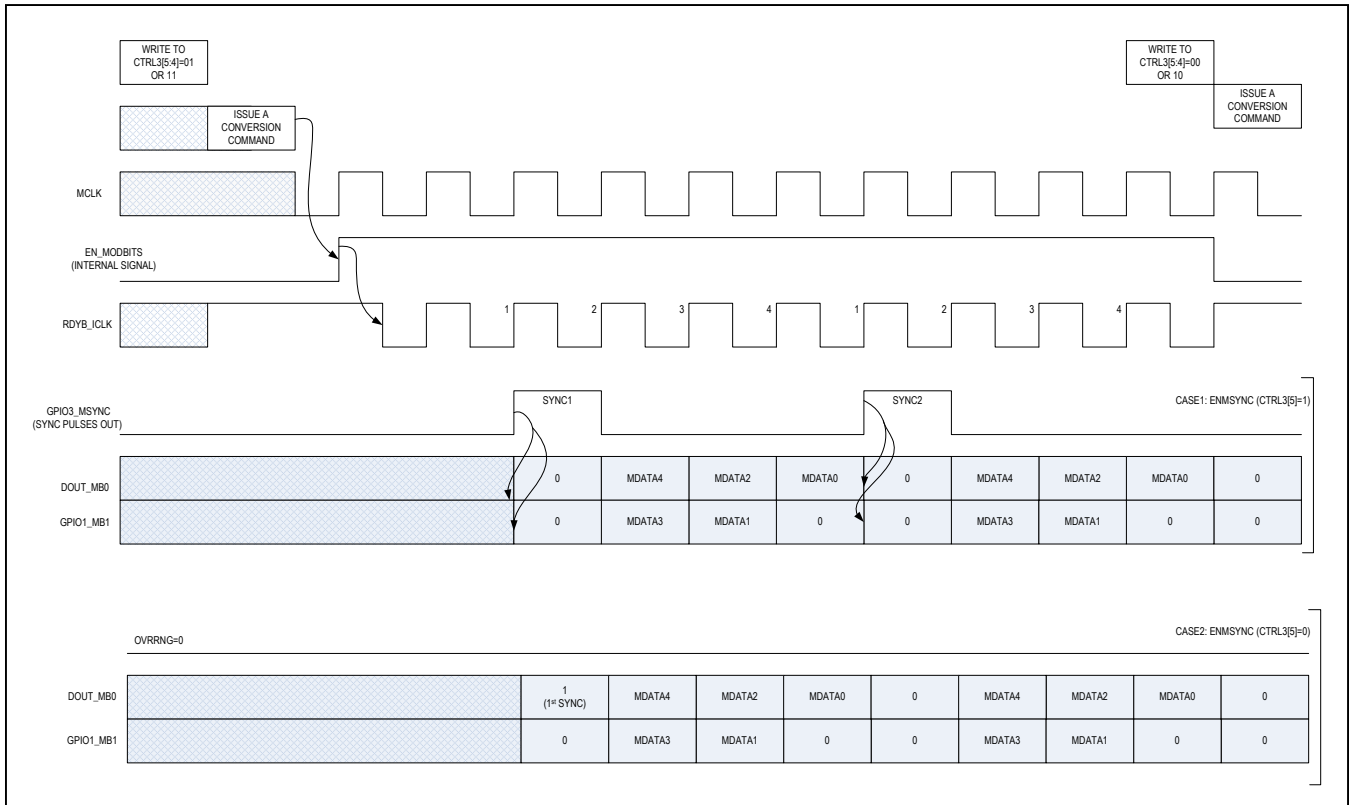 WRITE TO
CTRL3[5:4]=01
OR 11
WRITE TO
CTRL3[5:4]=00
OR 10
ISSUE A
CONVERSION
COMMAND
ISSUE A
CONVERSION
COMMAND
MCLK
EN_MODBITS
(INTERNAL SIGNAL)
RDYB_ICLK
1 2 3 4 1 2 3 4
GPIO3_MSYNC
(SYNC PULSES OUT)
SYNC1
SYNC2
CASE1: ENMSYNC (CTRL3[5]=1)
DOUT_MB0
0 MDATA4 MDATA2 MDATA0 0 MDATA4 MDATA2 MDATA0 0
GPIO1_MB1
0 MDATA3 MDATA1 0 0 MDATA3 MDATA1 0 0
OVRRNG=0
CASE2: ENMSYNC (CTRL3[5]=0)
DOUT_MB0
1
(1st SYNC)
MDATA4 MDATA2 MDATA0 0 MDATA4 MDATA2 MDATA0 0
GPIO1_MB1
0 MDATA3 MDATA1 0 0 MDATA3 MDATA1 0 0